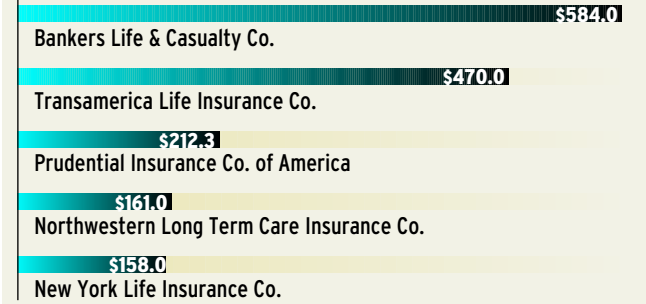 $584.0
Bankers Life & Casualty Co.
$470.0
Transamerica Life Insurance Co.
$212.3
Prudential Insurance Co. of America
$161.0
Northwestern Long Term Care Insurance Co.
$158.0
New York Life Insurance Co.